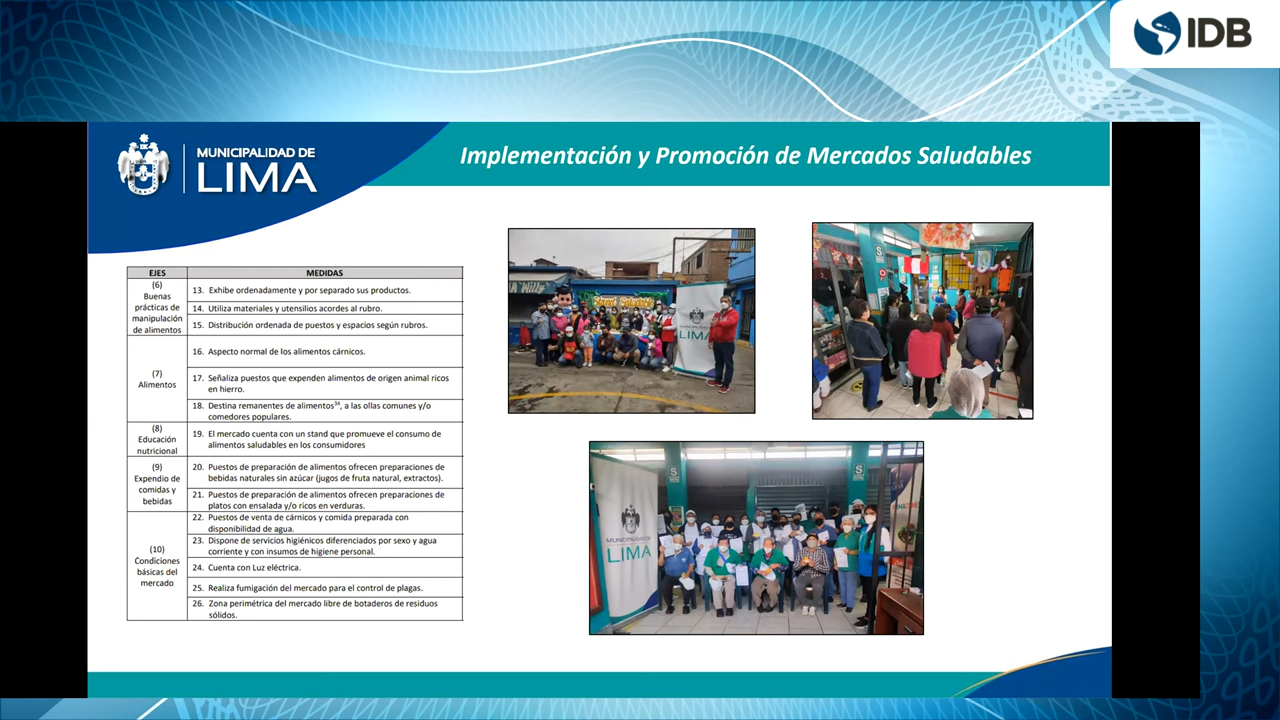 IDB
MUNICIPALIDAD DE
LIMA
Implementación y Promoción de Mercados Saludables
EJES MEDIDAS
(6)
Buenas
prácticas de
manipulación
de alimentos
13. Exhibe ordenadamente y por separado sus productos.
14. Utiliza materiales y utensilios acordes al rubro.
15. Distribución ordenada de puestos y espacios según rubros.
(7)
Alimentos
16. Aspecto normal de los alimentos cárnicos.
17. Señaliza puestos que expenden alimentos de origen animal ricos
en hierro.
18. Destina remanentes de alimentos³⁴, a las ollas comunes y/o
comedores populares.
(8)
Educación
nutricional
19. El mercado cuenta con un stand que promueve el consumo de
alimentos saludables en los consumidores
(9)
Expendio de
comidas y
bebidas
20. Puestos de preparación de alimentos ofrecen preparaciones de
bebidas naturales sin azúcar (jugos de fruta natural, extractos).
21. Puestos de preparación de alimentos ofrecen preparaciones de
platos con ensalada y/o ricos en verduras.
(10)
Condiciones
básicas del
mercado
22. Puestos de venta de cárnicos y comida preparada con
disponibilidad de agua.
23. Dispone de servicios higiénicos diferenciados por sexo y agua
corriente y con insumos de higiene personal.
24. Cuenta con Luz eléctrica.
25. Realiza fumigación del mercado para el control de plagas.
26. Zona perimétrica del mercado libre de botaderos de residuos
sólidos.
MUNICIPALIDAD DE
LIMA
S
S
S
MUNICIPALIDAD DE
LIMA